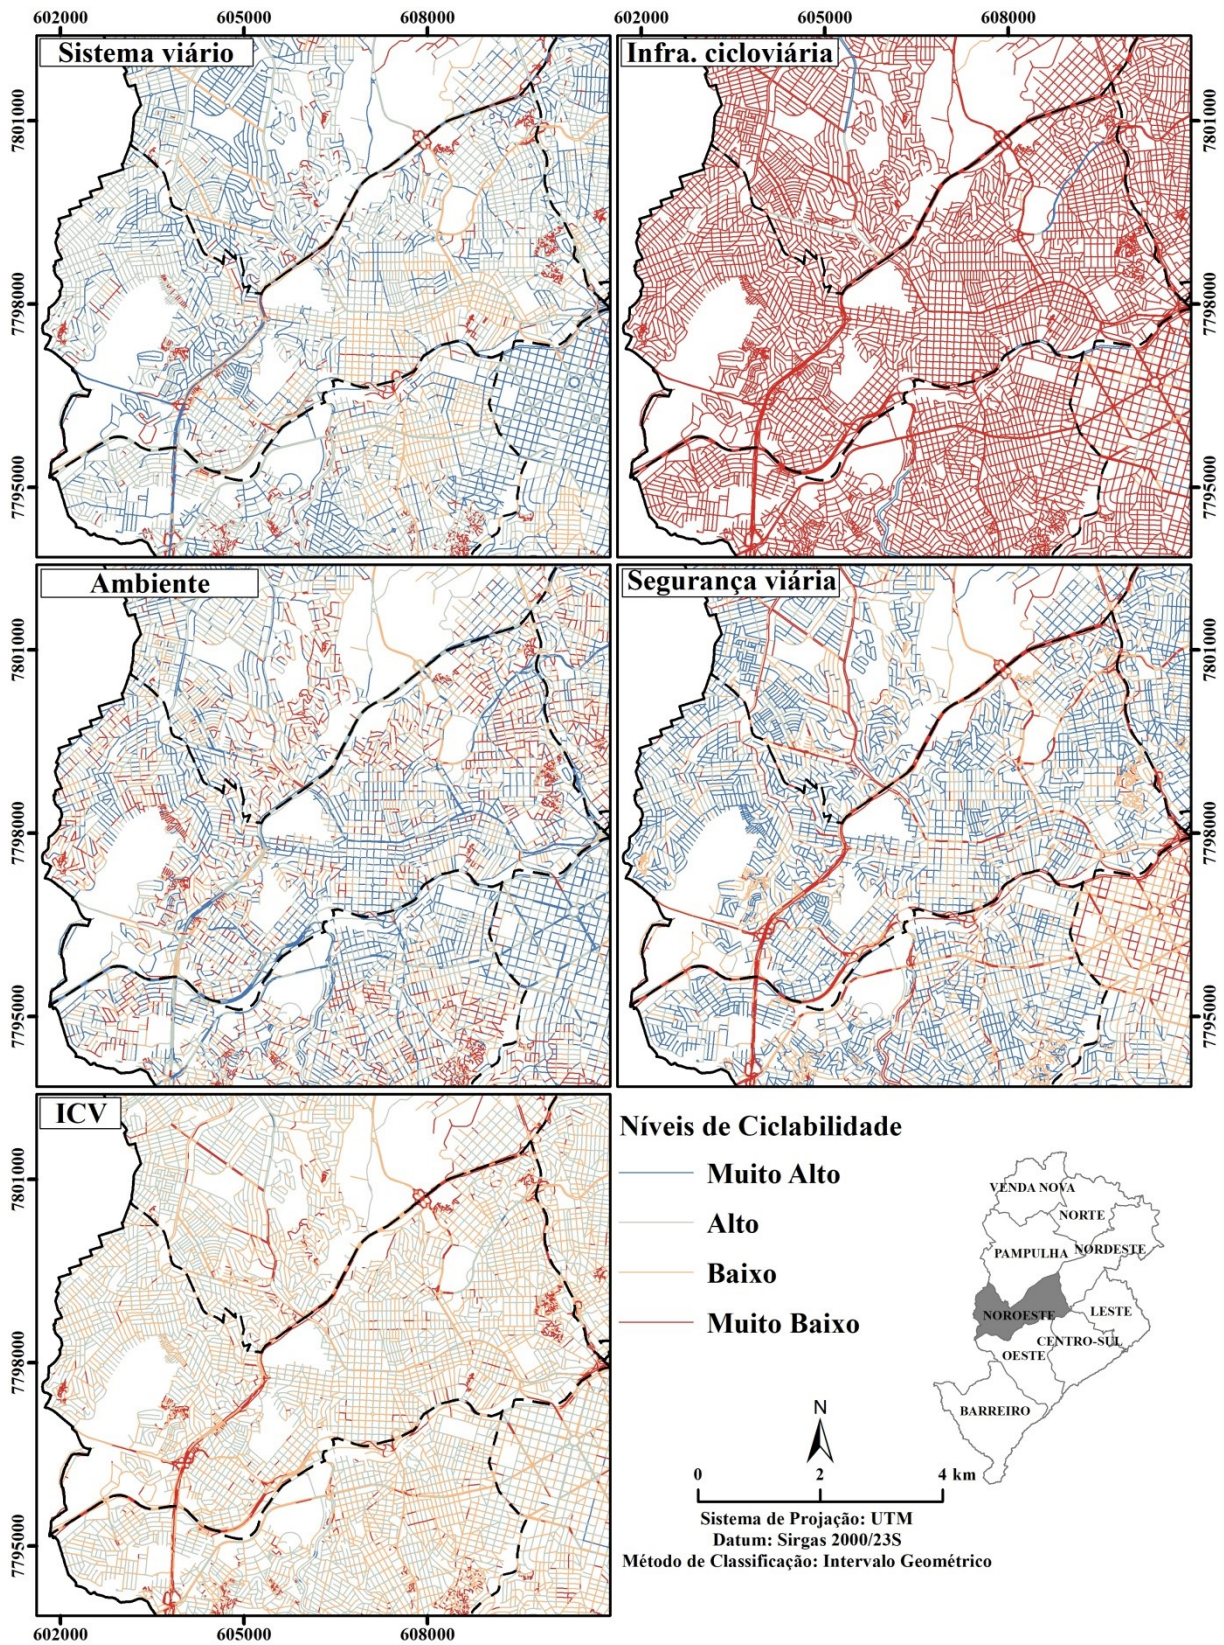 602000 605000 608000 602000 605000 608000
Sistema viário
Infra. cicloviária
7801000
7798000
7795000
7801000
7798000
7795000
Ambiente
Segurança viária
7801000
7798000
7795000
7801000
7798000
7795000
ICV
7801000
7798000
7795000
602000 605000 608000
Níveis de Ciclabilidade
Muito Alto
Alto
Baixo
Muito Baixo
VENDA NOVA
NORTE
PAMPULHA
NORDESTE
NOROESTE
LESTE
CENTRO-SUL
OESTE
BARREIRO
N
0 2 4 km
Sistema de Projação: UTM
Datum: Sirgas 2000/23S
Método de Classificação: Intervalo Geométrico